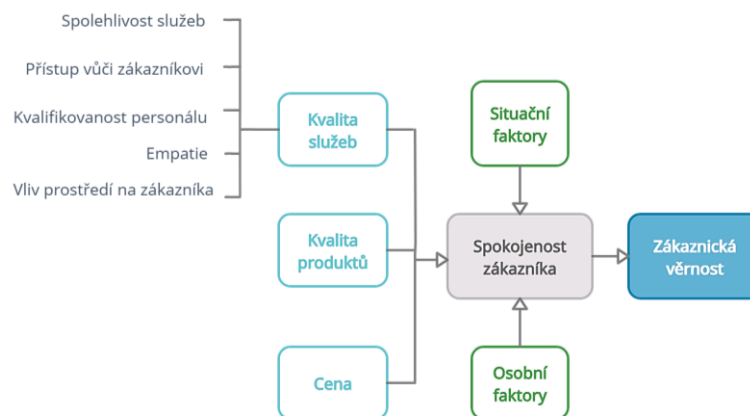 Spolehlivost služeb
Přístup vůči zákazníkovi
Kvalifikovanost personálu
Empatie
Vliv prostředí na zákazníka
Kvalita
služeb
Kvalita
produktů
Cena
Situační
faktory
Spokojenost
zákazníka
Osobní
faktory
Zákaznická
věrnost